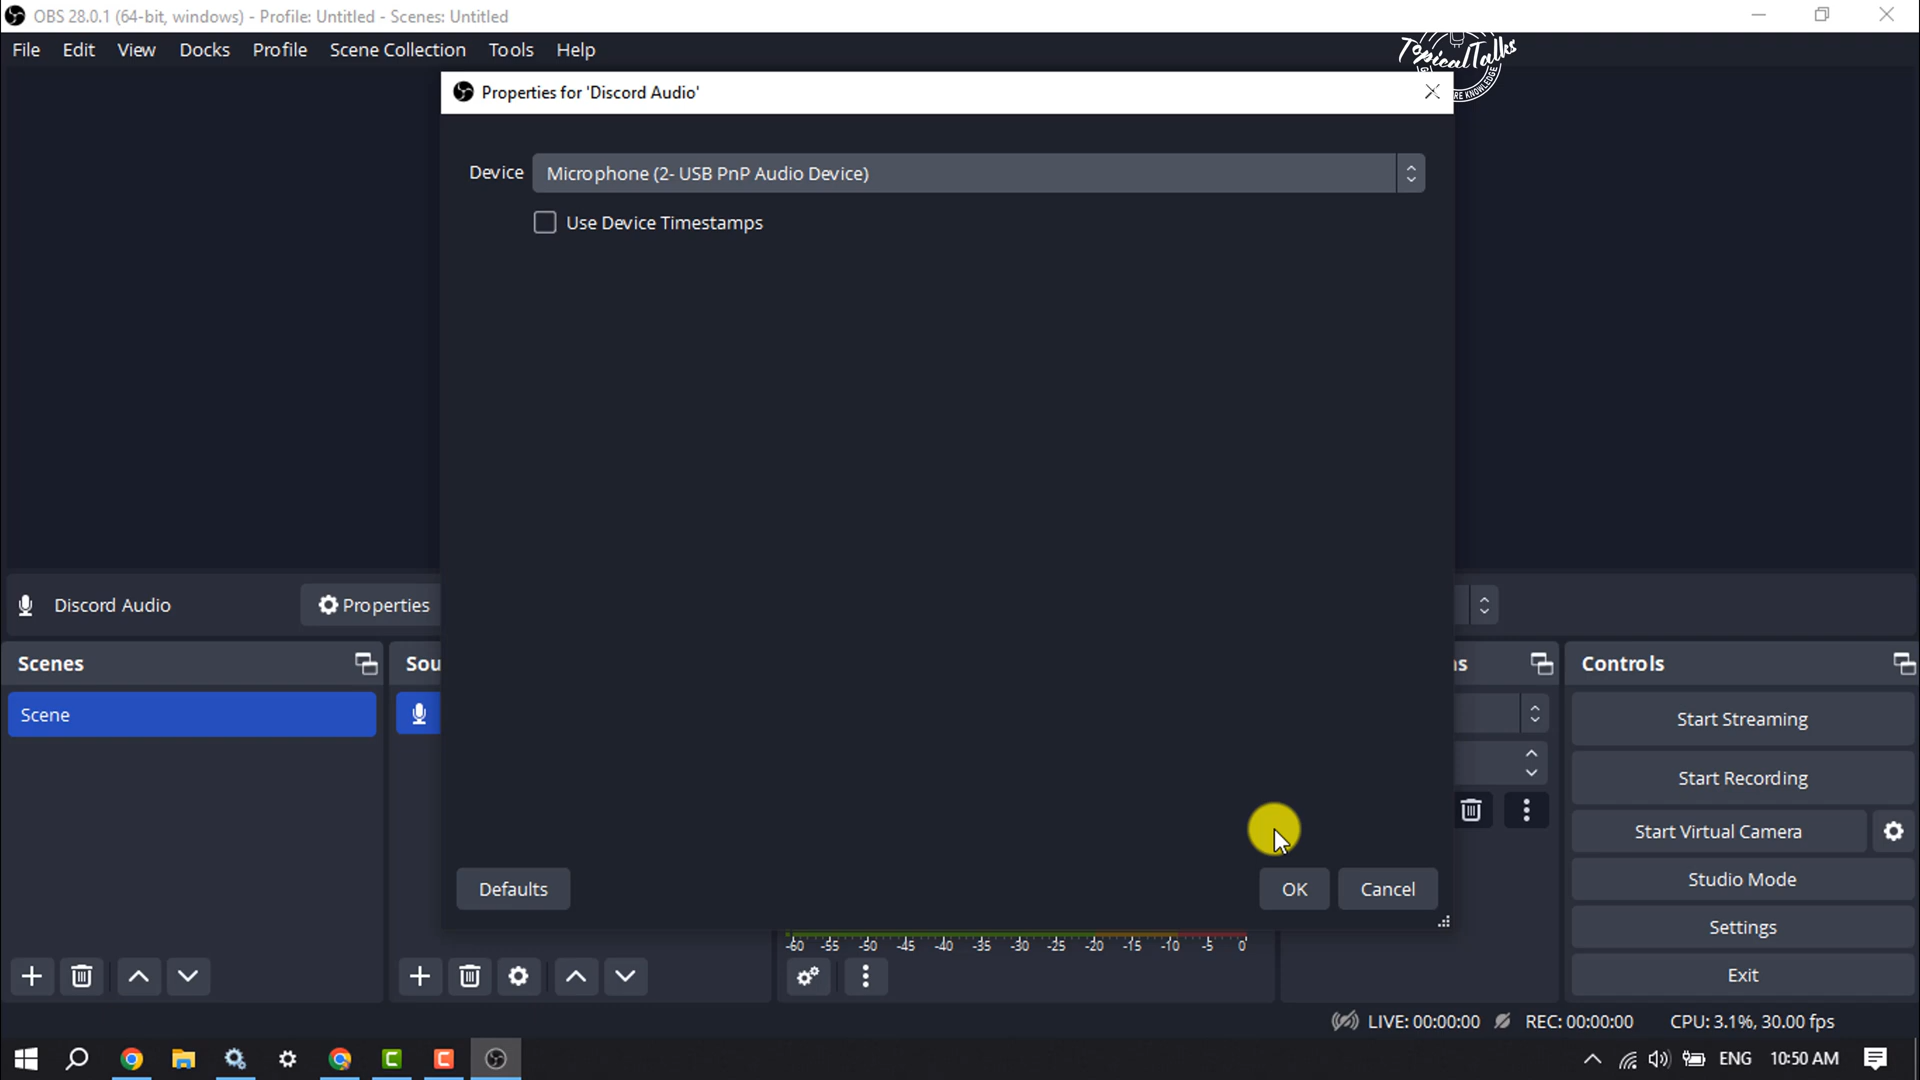 OBS 28.0.1 (64-bit, windows) - Profile: Untitled - Scenes: Untitled
File Edit View Docks Profile Scene Collection Tools Help
TopicalTalks
RE KNOWLEDGE
Properties for 'Discord Audio'
Device Microphone (2- USB PnP Audio Device)
Use Device Timestamps
Discord Audio Properties
Scenes Sou ns Controls
Scene
Start Streaming
Start Recording
Start Virtual Camera
Studio Mode
Defaults OK Cancel
Settings
-60 -55 -50 -45 -40 -35 -30 -25 -20 -15 -10 -5 0
Exit
LIVE: 00:00:00 REC: 00:00:00 CPU: 3.1%, 30.00 fps
ENG 10:50 AM